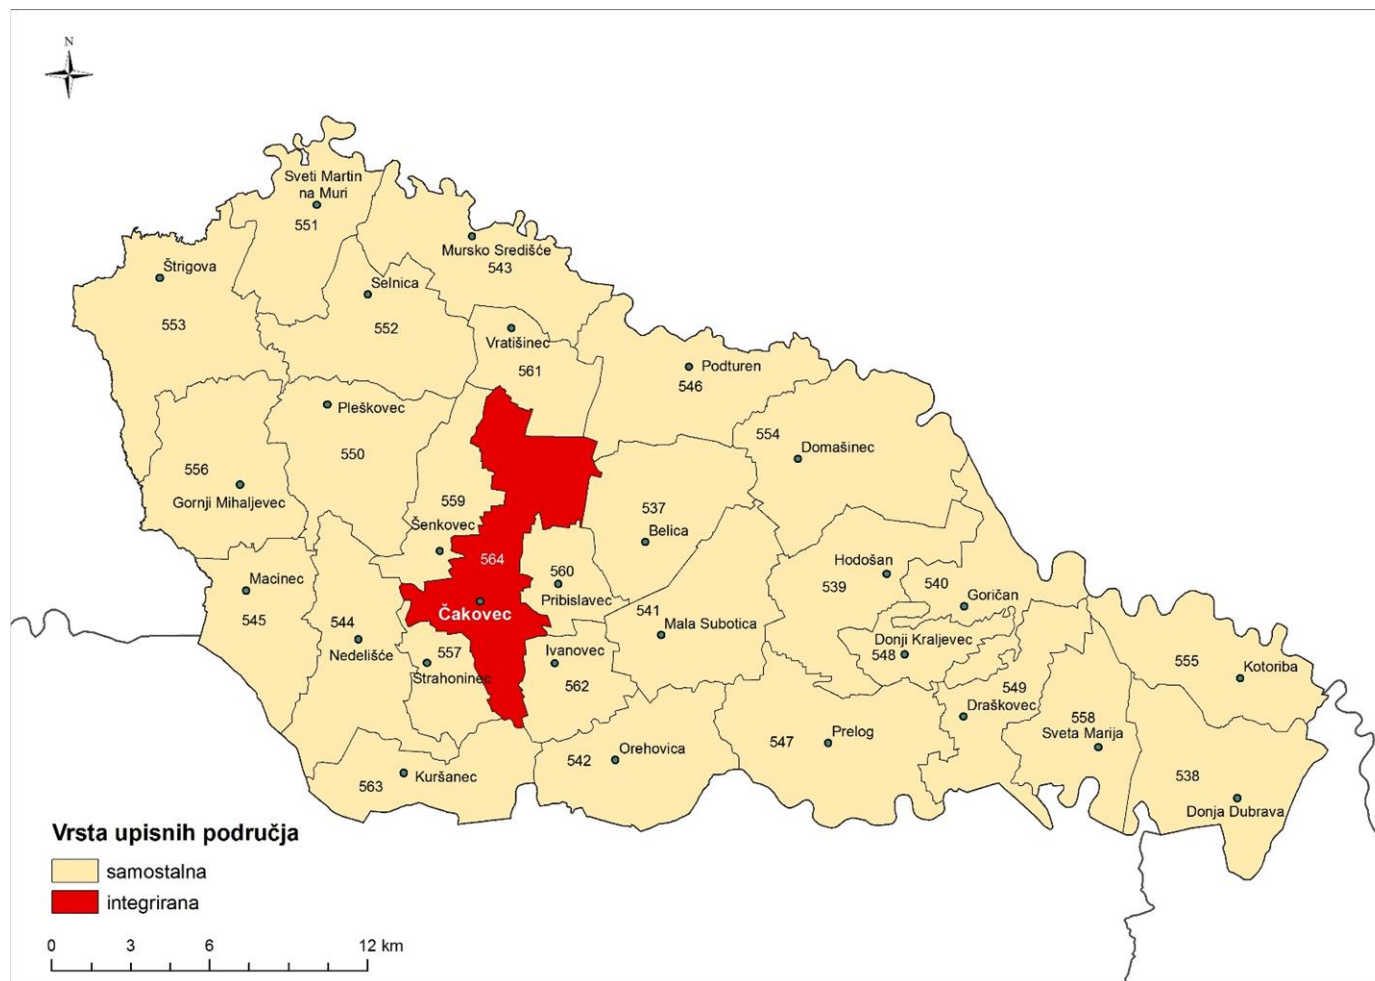 N
Sveti Martin
na Muri
551
Mursko Središće
543
Štrigova
553
Selnica
552
Vratišinec
561
Podturen
546
Pleškovec
550
554
Domašinec
556
Gornji Mihaljevec
559
Šenkovec
537
Belica
564
Čakovec
560
Pribislavec
Hodošan
539
540
Goričan
Macinec
545
544
Nedelišće
541
Mala Subotica
Donji Kraljevec
548
557
Strahoninec
Ivanovec
562
555
Kotoriba
549
Draškovec
558
Sveta Marija
547
Prelog
542
Orehovica
563
Kuršanec
538
Donja Dubrava
Vrsta upisnih područja
samostalna
integrirana
0 3 6 12 km